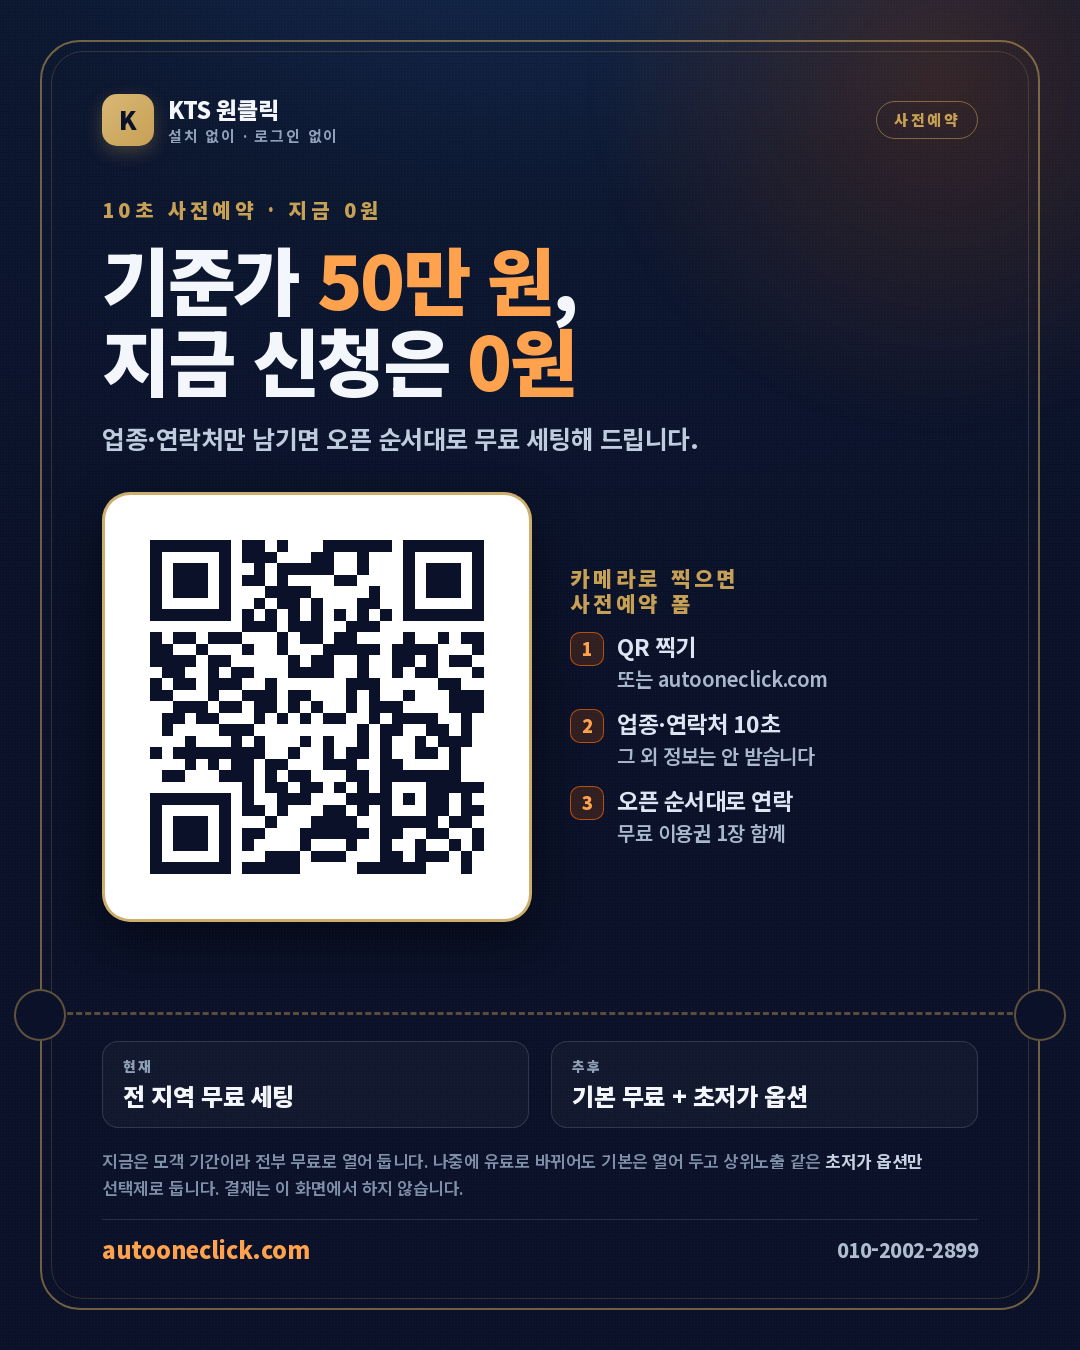 K
KTS 원클릭
설치 없이 · 로그인 없이
사전예약
10초 사전예약 · 지금 0원
기준가 50만 원,
지금 신청은 0원
업종·연락처만 남기면 오픈 순서대로 무료 세팅해 드립니다.
카메라로 찍으면
사전예약 폼
1 QR 찍기
또는 autooneclick.com
2 업종·연락처 10초
그 외 정보는 안 받습니다
3 오픈 순서대로 연락
무료 이용권 1장 함께
현재
전 지역 무료 세팅
추후
기본 무료 + 초저가 옵션
지금은 모객 기간이라 전부 무료로 열어 둡니다. 나중에 유료로 바뀌어도 기본은 열어 두고 상위노출 같은 초저가 옵션만
선택제로 둡니다. 결제는 이 화면에서 하지 않습니다.
autooneclick.com
010-2002-2899